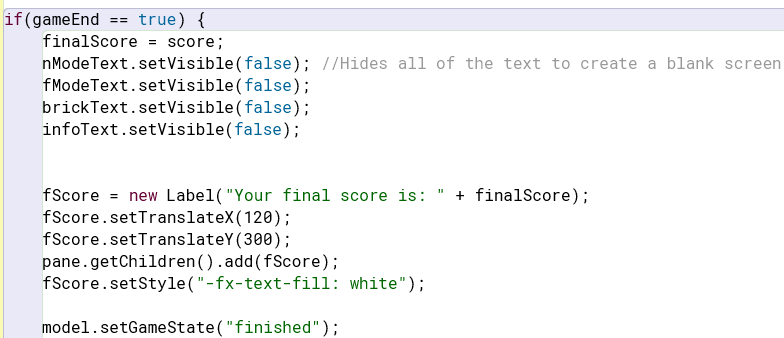 if(gameEnd == true) {
finalScore = score;
nModeText.setVisible(false); //Hides all of the text to create a blank screen
fModeText.setVisible(false);
brickText.setVisible(false);
infoText.setVisible(false);
fScore = new Label("Your final score is: " + finalScore);
fScore.setTranslateX(120);
fScore.setTranslateY(300);
pane.getChildren().add(fScore);
fScore.setStyle("-fx-text-fill: white");
model.setGameState("finished");